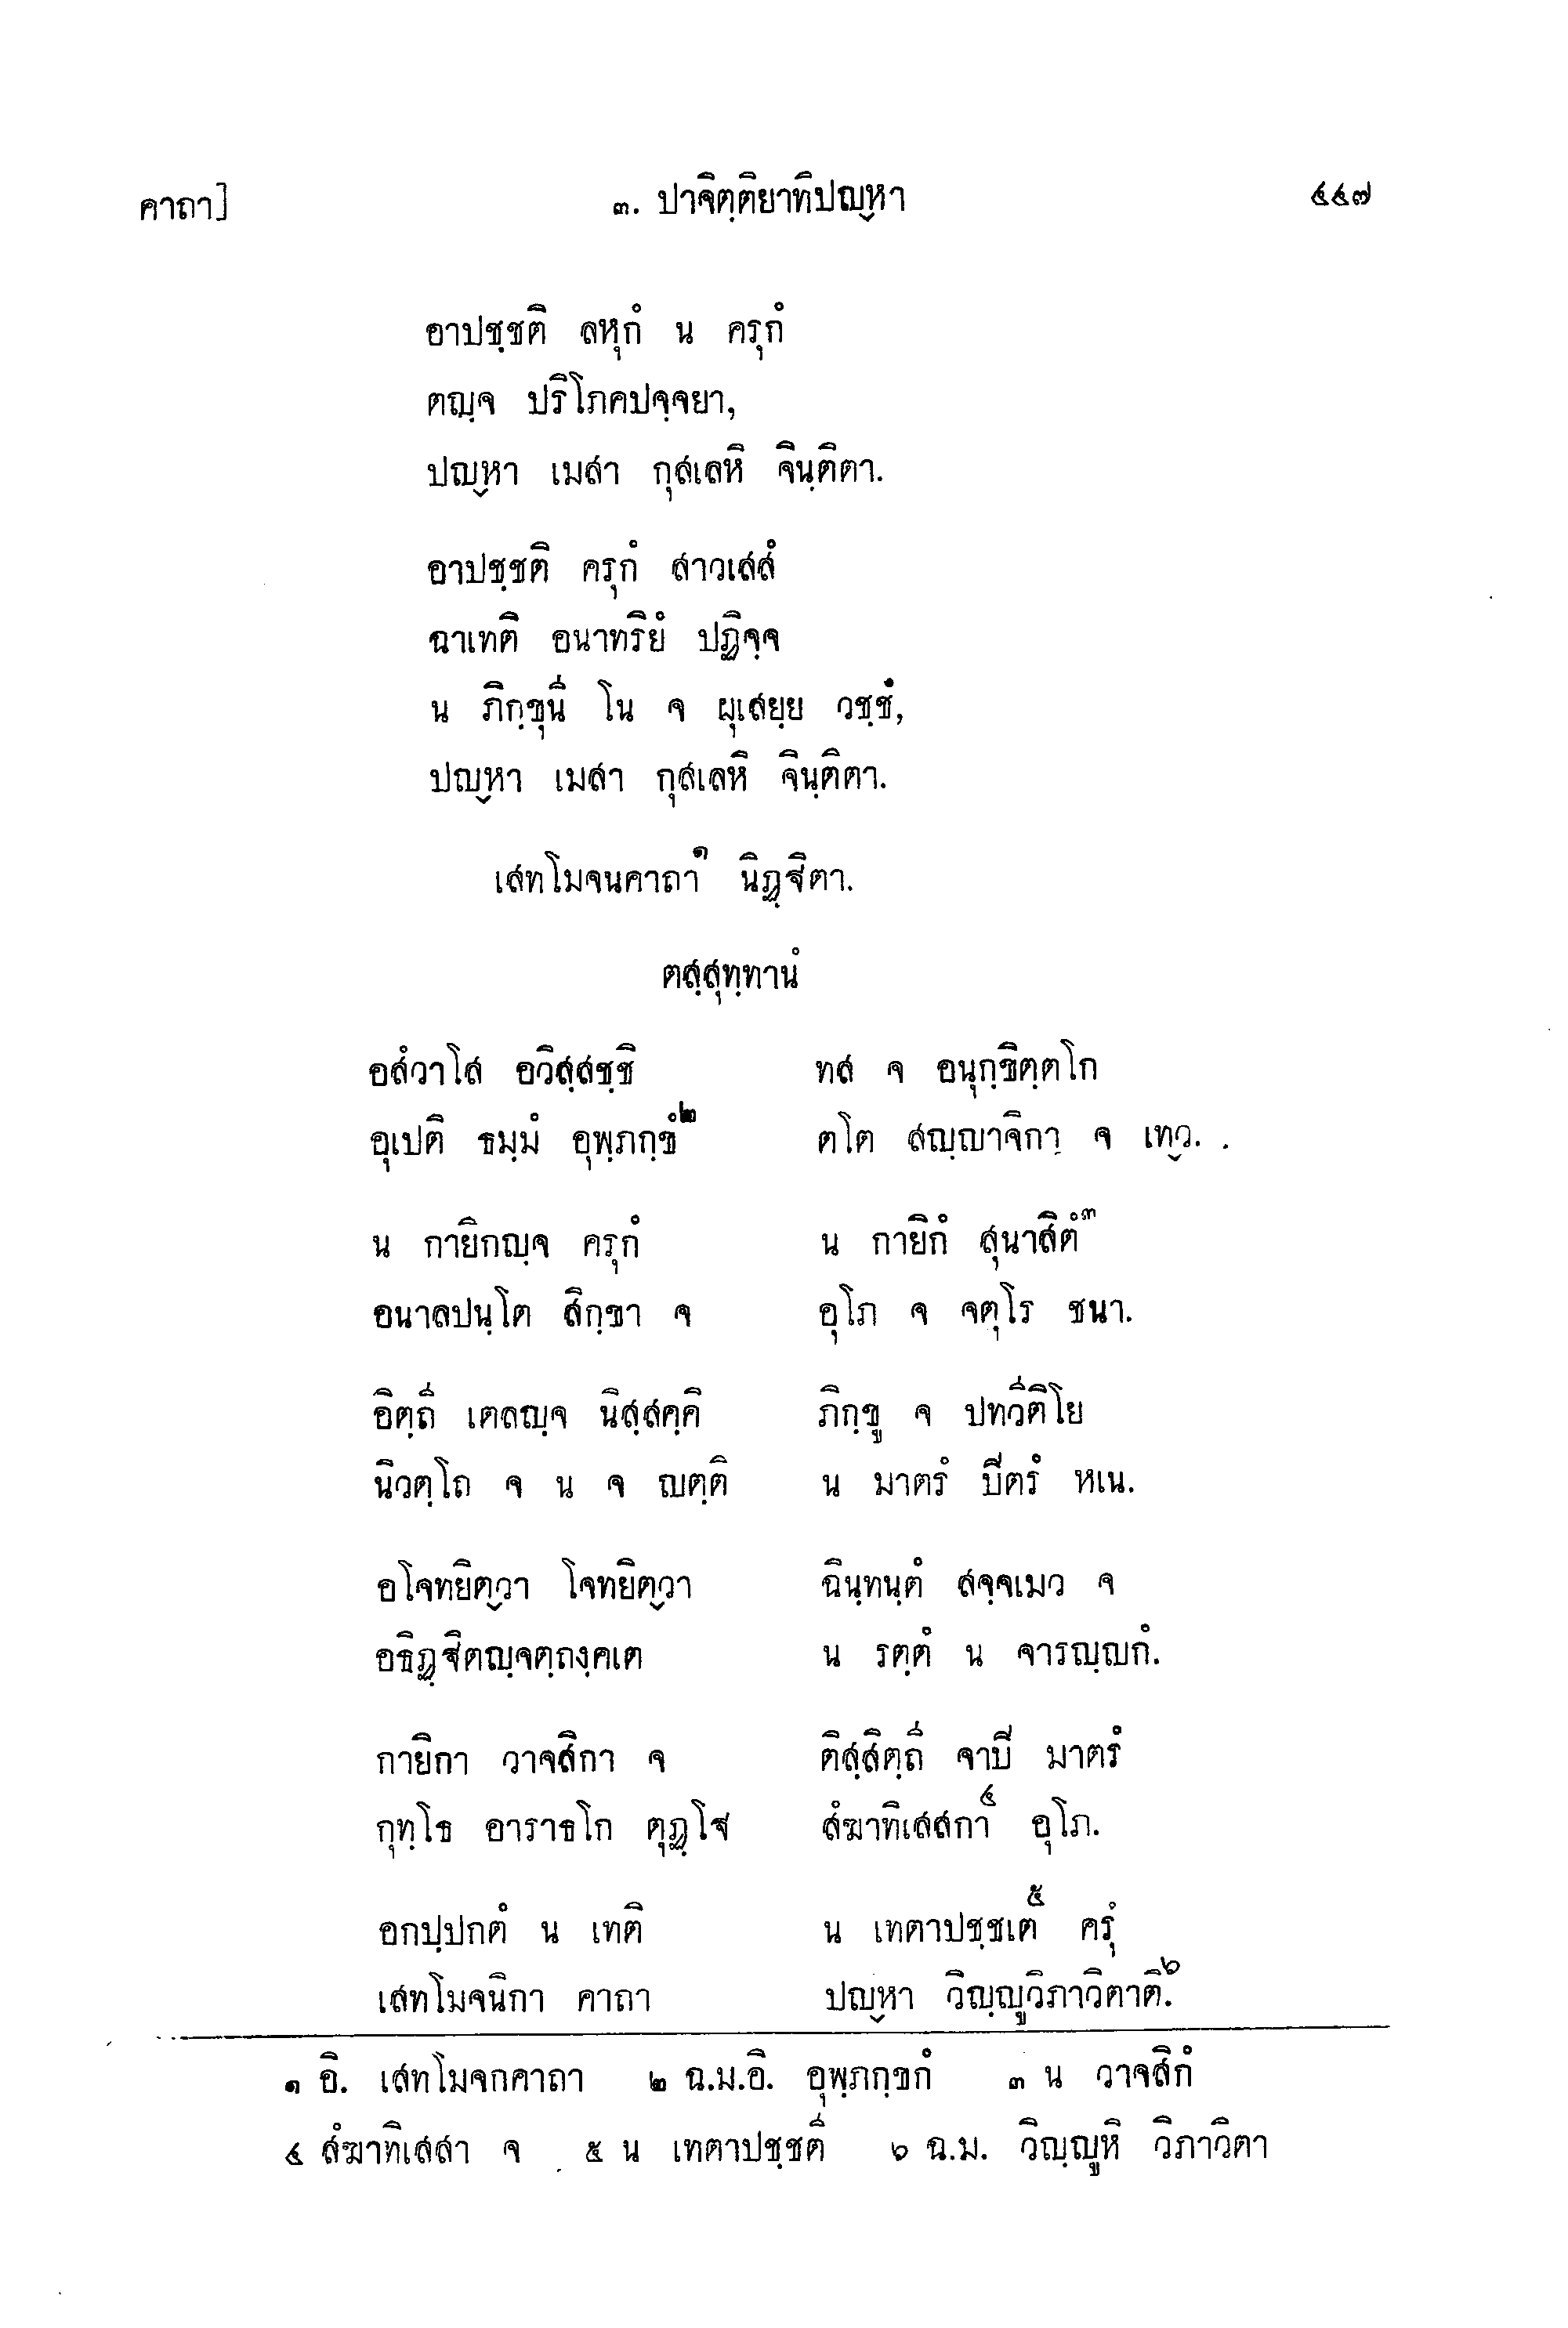 คาถา] ๓. ปาจิตฺติยาทิปญฺหา ๕๔๗
อาปชฺชติ ลหุกํ น ครุกํ
ตญฺจ ปริโภคปจฺจยา,
ปญฺหา เมสา กุสเลหิ จินฺติตา.
อาปชฺชติ ครุกํ สาวเสสํ
ฉาเทติ อนาทริยํ ปฏิจฺจ
น ภิกฺขุนี โน จ ผุเสยฺย วชฺชํ,
ปญฺหา เมสา กุสเลหิ จินฺติตา.
เสทโมจนคาถา๑ นิฏฺฐิตา.
ตสฺสุทฺทานํ
อสํวาโส อวิสฺสชฺชิ ทส จ อนุกฺขิตฺตโก
อุเปติ ธมฺมํ อุพฺภกฺขํ๒ ตโต สญฺญาจิกา จ เทฺว.
น กายิกญฺจ ครุกํ น กายิกํ สุนาสิตํ๓
อนาลปนฺโต สิกฺขา จ อุโภ จ จตุโร ชนา.
อิตฺถี เตลญฺจ นิสฺสคฺคิ ภิกฺขู จ ปทวีติโย
นิวตฺโถ จ น จ ญตฺติ น มาตรํ ปีตรํ หเน.
อโจทยิตฺวา โจทยิตฺวา ฉินฺทนฺตํ สจฺจเมว จ
อธิฏฺฐิตญฺจตฺถงฺคเต น รตฺตํ น จารญฺญกํ.
กายิกา วาจสิกา จ ติสฺสิตฺถี จาปี มาตรํ
กุทฺโธ อาราธโก ตุฏฺโฐ สํฆาทิเสสกา๔ อุโภ.
อกปฺปกตํ น เทติ น เทตาปชฺชเต๕ ครุํ
เสทโมจนิกา คาถา ปญฺหา วิญฺญูวิภาวิตาติ.๖
๑ อิ. เสทโมจกคาถา ๒ ฉ.ม.อิ. อุพฺภกฺขกํ ๓ น วาจสิกํ
๔ สํฆาทิเสสา จ ๕ น เทตาปชฺชตี ๖ ฉ.ม. วิญฺญูหิ วิภาวิตา